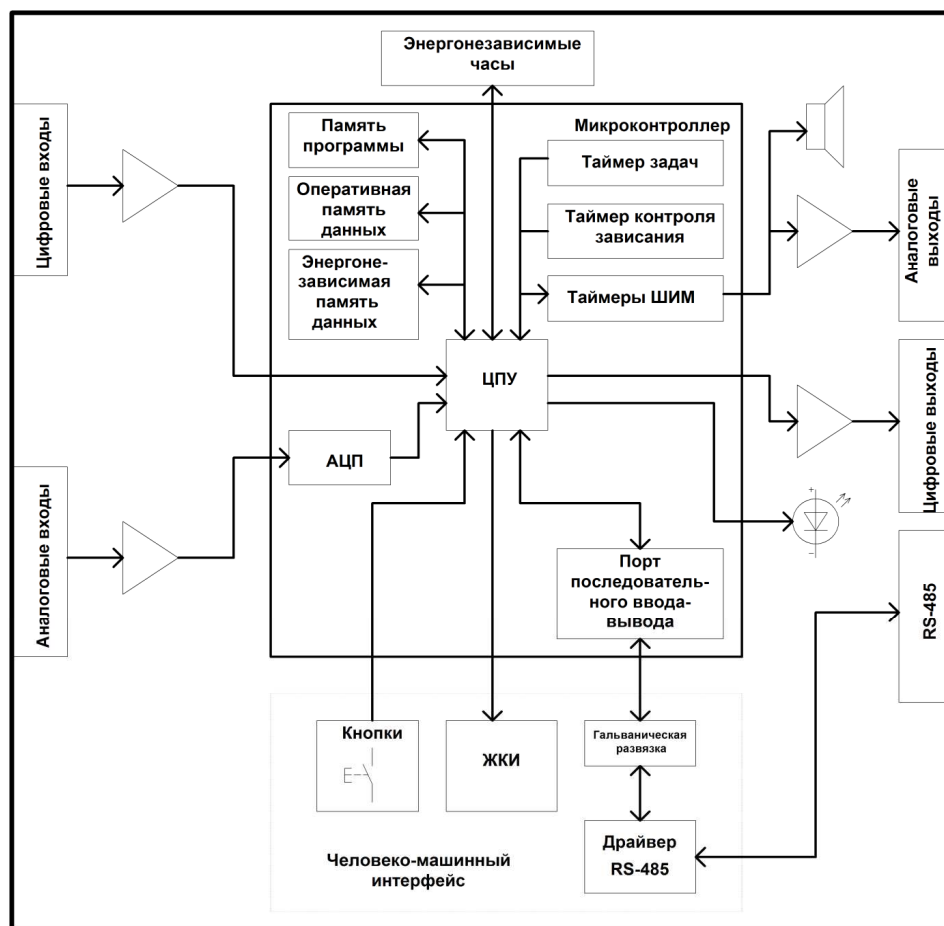 Энергонезависимые
часы
Цифровые входы
Память
программы
Оперативная
память
данных
Энергоне-
зависимая
память
данных
Микроконтроллер
Таймер задач
Таймер контроля
зависания
Таймеры ШИМ
Аналоговые
выходы
ЦПУ
АЦП
Аналоговые входы
Цифровые выходы
+
−
Порт
последователь-
ного ввода-
вывода
RS-485
Кнопки
ЖКИ
Гальваническая
развязка
Драйвер
RS-485
Человеко-машинный
интерфейс